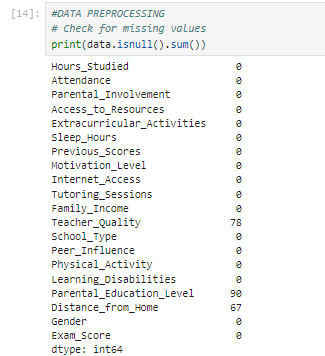 [14]: #DATA PREPROCESSING
# Check for missing values
print(data.isnull().sum())
Hours_Studied 0
Attendance 0
Parental_Involvement 0
Access_to_Resources 0
Extracurricular_Activities 0
Sleep_Hours 0
Previous_Scores 0
Motivation_Level 0
Internet_Access 0
Tutoring_Sessions 0
Family_Income 0
Teacher_Quality 78
School_Type 0
Peer_Influence 0
Physical_Activity 0
Learning_Disabilities 0
Parental_Education_Level 90
Distance_from_Home 67
Gender 0
Exam_Score 0
dtype: int64